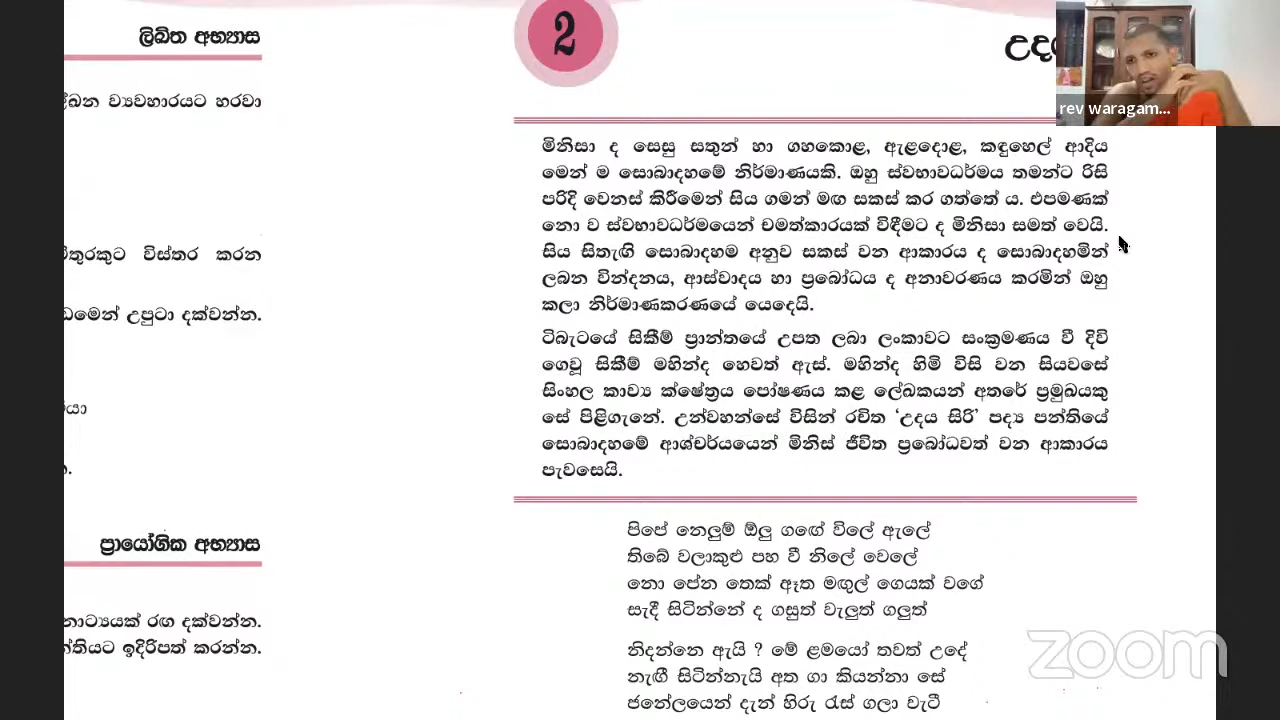 ලිඛිත අභ්‍යාස
ව්‍යවහාරයට හරවා
විස්තර කරන
උපුටා දක්වන්න.
ප්‍රායෝගික අභ්‍යාස
රඟ දක්වන්න.
ඉදිරිපත් කරන්න.
2
rev waragam...
මිනිසා ද සෙසු සතුන් හා ගහකොළ, ඇළදොළ, කඳුහෙල් ආදිය
මෙන් ම සොබාදහමේ නිර්මාණයකි. ඔහු ස්වභාවධර්මය තමන්ට රිසි
පරිදි වෙනස් කිරීමෙන් සිය ගමන් මඟ සකස් කර ගත්තේ ය. එපමණක්
නො ව ස්වභාවධර්මයෙන් චමත්කාරයක් විඳීමට ද මිනිසා සමත් වෙයි.
සිය සිතැඟි සොබාදහම අනුව සකස් වන ආකාරය ද සොබාදහමින්
ලබන වින්දනය, ආස්වාදය හා ප්‍රබෝධය ද අනාවරණය කරමින් ඔහු
කලා නිර්මාණකරණයේ යෙදෙයි.
ටිබැටයේ සිකීම් ප්‍රාන්තයේ උපත ලබා ලංකාවට සංක්‍රමණය වී දිවි
ගෙවූ සිකීම් මහින්ද හෙවත් ඇස්. මහින්ද හිමි විසි වන සියවසේ
සිංහල කාව්‍ය ක්ෂේත්‍රය පෝෂණය කළ ලේඛකයන් අතරේ ප්‍රමුඛයකු
සේ පිළිගැනේ. උන්වහන්සේ විසින් රචිත ‘උදය සිරි’ පද්‍ය පන්තියේ
සොබාදහමේ ආශ්චර්යයෙන් මිනිස් ජීවිත ප්‍රබෝධවත් වන ආකාරය
පැවසෙයි.
පිපේ නෙලුම් ඕලු ගඟේ විලේ ඇලේ
තිබේ වලාකුළු පහ වී නිලේ වෙලේ
නො පේන තෙක් ඈත මඟුල් ගෙයක් වගේ
සැදී සිටින්නේ ද ගසුත් වැලුත් ගලුත්
නිදන්නෙ ඇයි ? මේ ළමයෝ තවත් උදේ
නැඟී සිටින්නැයි අත ගා කියන්නා සේ
ජනේලයෙන් දැන් හිරු රැස් ගලා වැටී
zoom